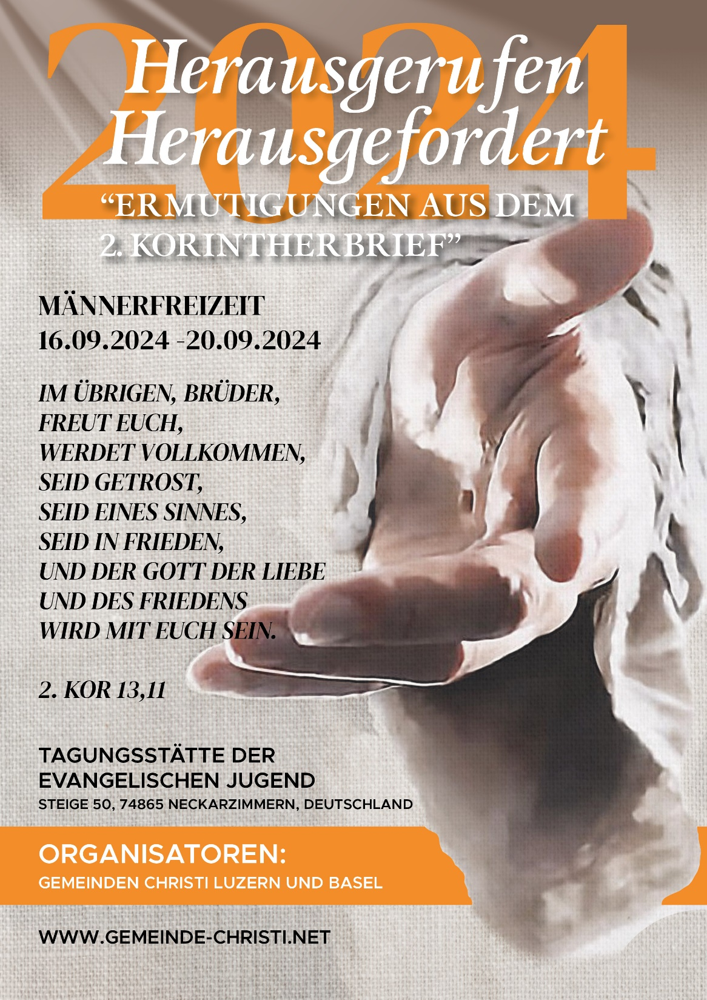 2024
Herausgerufen
Herausgefordert
“ERMUTIGUNGEN AUS DEM
2. KORINTHERBRIEF”
MÄNNERFREIZEIT
16.09.2024 -20.09.2024
IM ÜBRIGEN, BRÜDER,
FREUT EUCH,
WERDET VOLLKOMMEN,
SEID GETROST,
SEID EINES SINNES,
SEID IN FRIEDEN,
UND DER GOTT DER LIEBE
UND DES FRIEDENS
WIRD MIT EUCH SEIN.
2. KOR 13,11
TAGUNGSSTÄTTE DER
EVANGELISCHEN JUGEND
STEIGE 50, 74865 NECKARZIMMERN, DEUTSCHLAND
ORGANISATOREN:
GEMEINDEN CHRISTI LUZERN UND BASEL
WWW.GEMEINDE-CHRISTI.NET